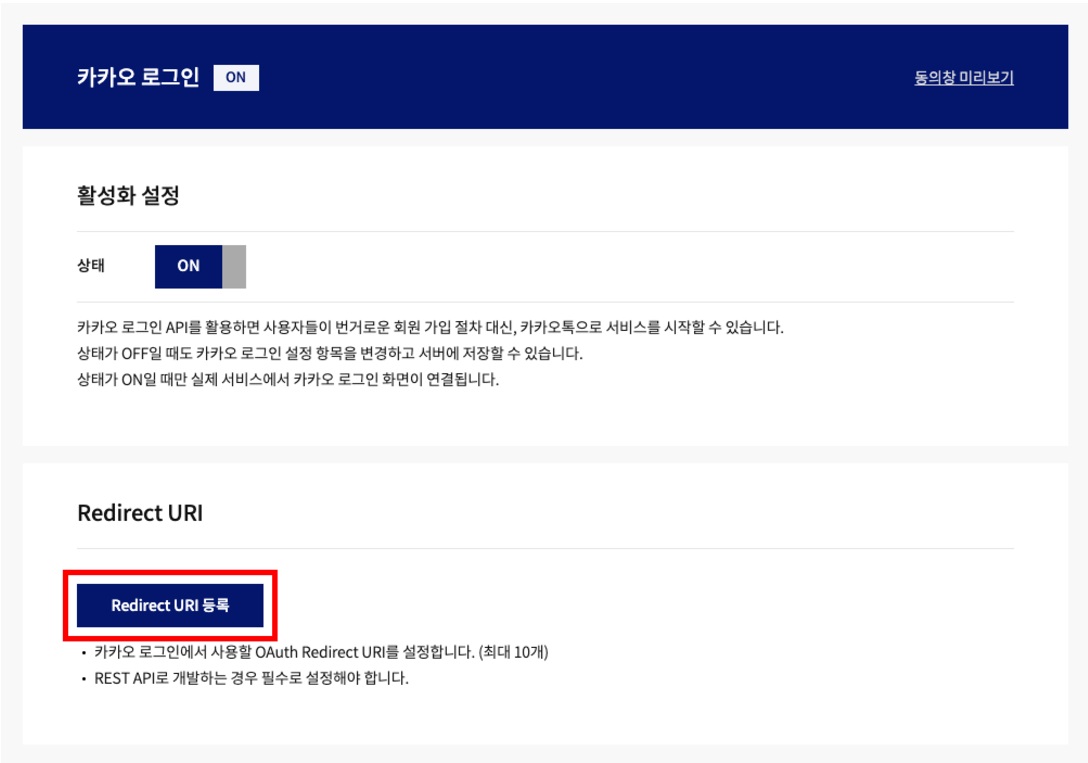 카카오 로그인 ON
동의창 미리보기
활성화 설정
상태 ON
카카오 로그인 API를 활용하면 사용자들이 번거로운 회원 가입 절차 대신, 카카오톡으로 서비스를 시작할 수 있습니다.
상태가 OFF일 때도 카카오 로그인 설정 항목을 변경하고 서버에 저장할 수 있습니다.
상태가 ON일 때만 실제 서비스에서 카카오 로그인 화면이 연결됩니다.
Redirect URI
Redirect URI 등록
• 카카오 로그인에서 사용할 OAuth Redirect URI를 설정합니다. (최대 10개)
• REST API로 개발하는 경우 필수로 설정해야 합니다.